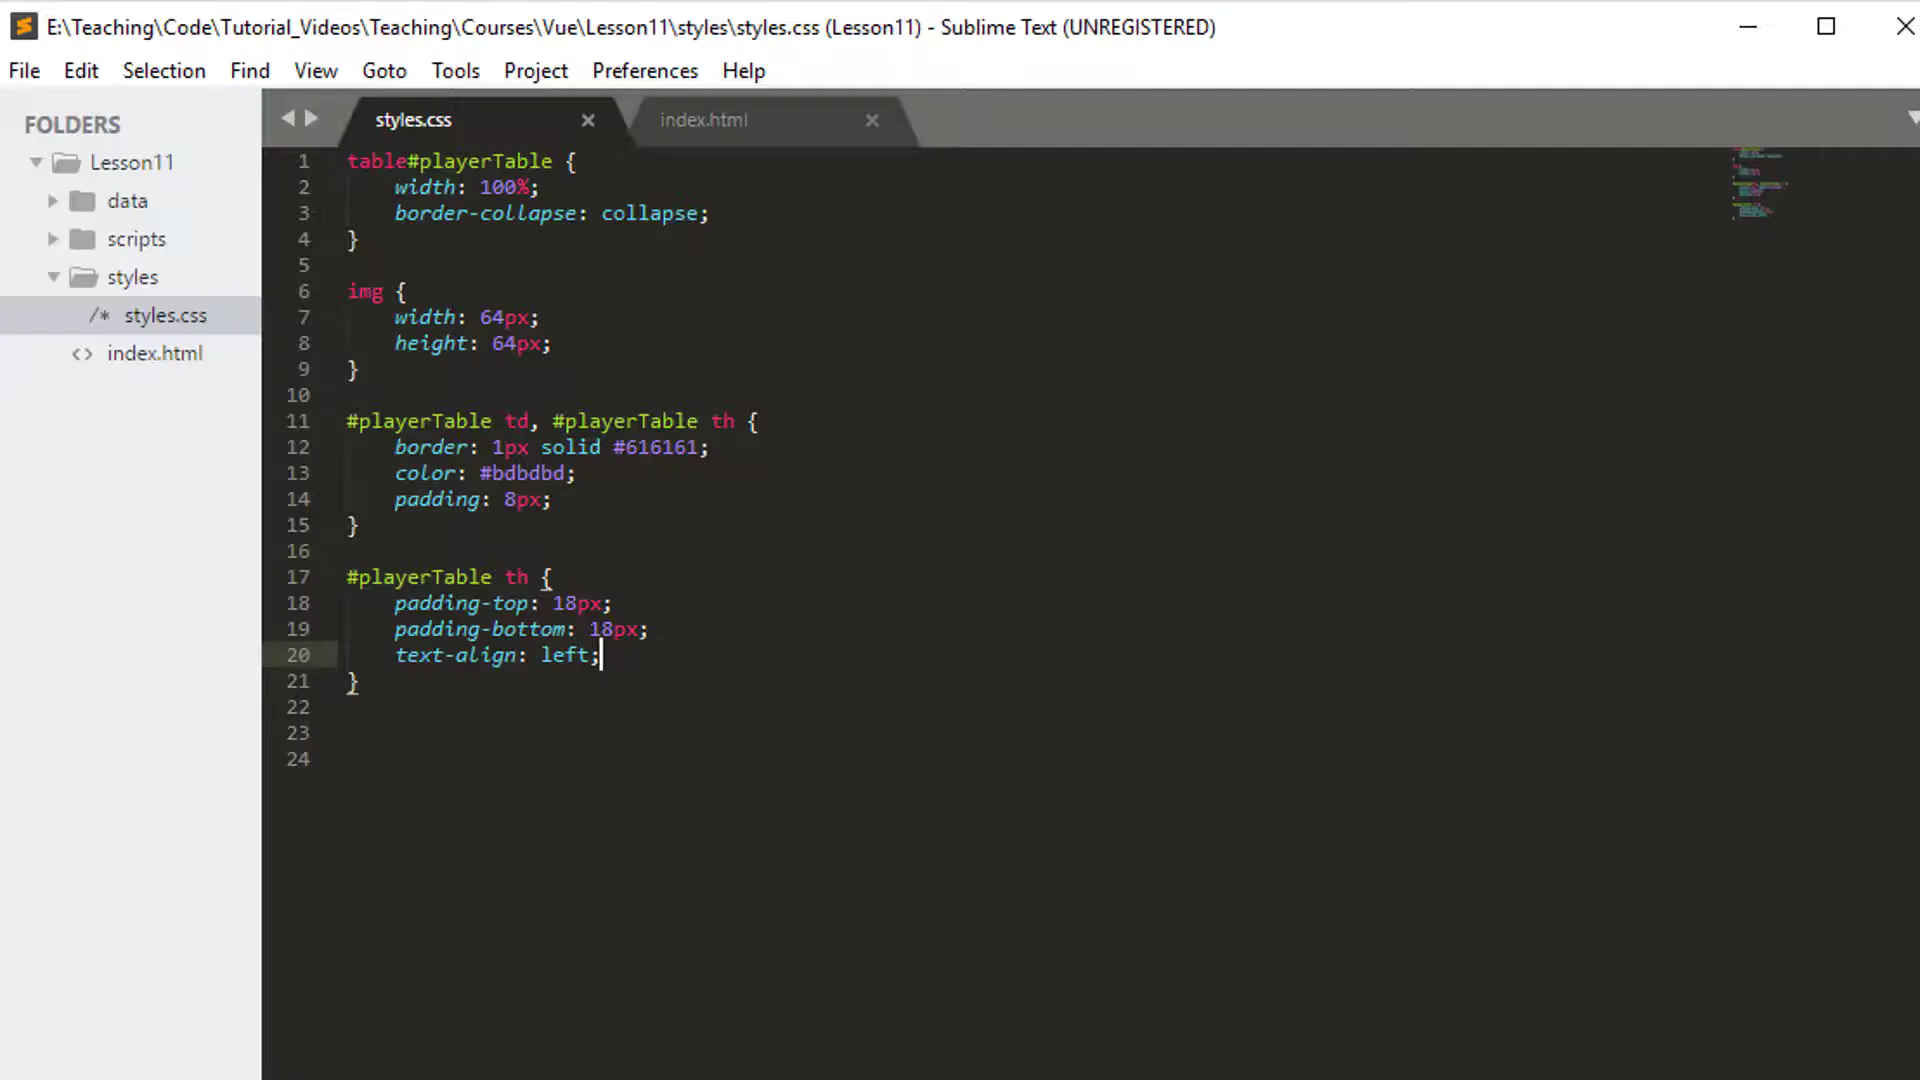 E:\Teaching\Code\Tutorial_Videos\Teaching\Courses\Vue\Lesson11\styles\styles.css (Lesson11) - Sublime Text (UNREGISTERED)
File Edit Selection Find View Goto Tools Project Preferences Help
FOLDERS
Lesson11
data
scripts
styles
/* styles.css
<> index.html
styles.css index.html
1 table#playerTable {
2     width: 100%;
3     border-collapse: collapse;
4 }
5
6 img {
7     width: 64px;
8     height: 64px;
9 }
10
11 #playerTable td, #playerTable th {
12     border: 1px solid #616161;
13     color: #bdbdbd;
14     padding: 8px;
15 }
16
17 #playerTable th {
18     padding-top: 18px;
19     padding-bottom: 18px;
20     text-align: left;
21 }
22
23
24